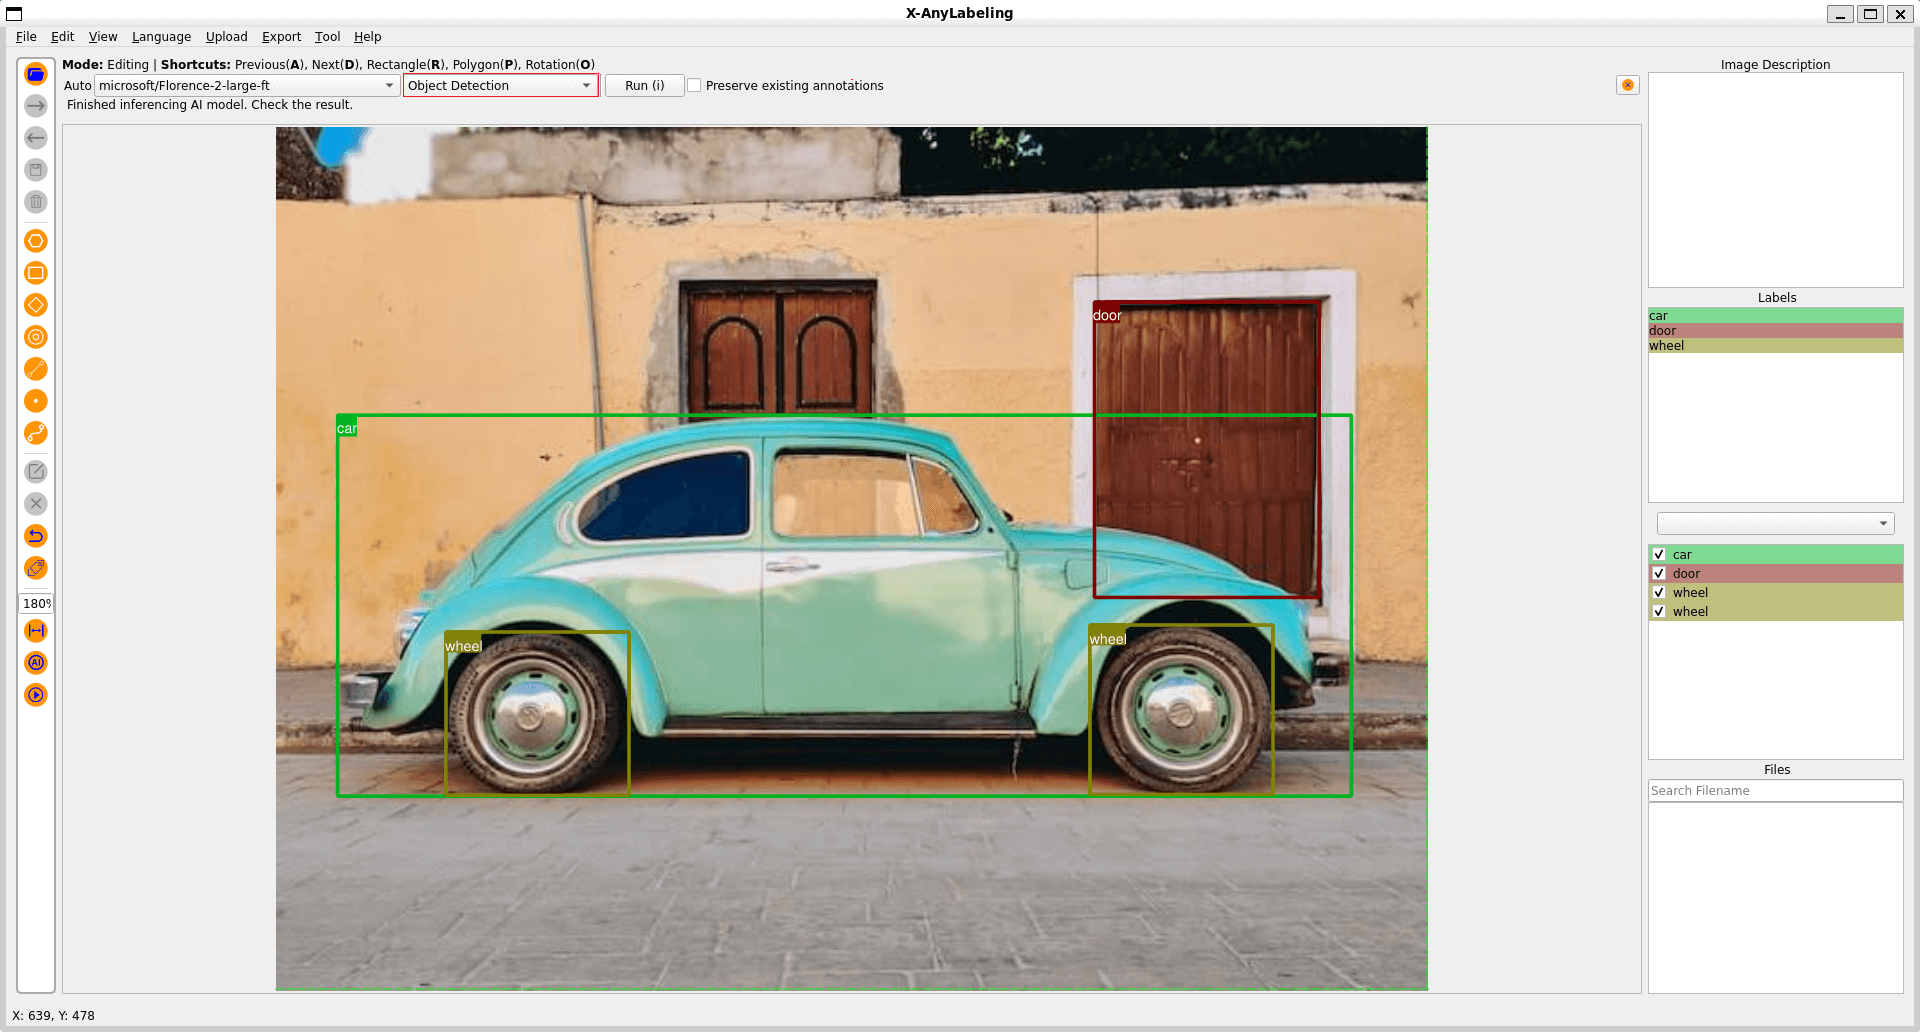 X-AnyLabeling
File Edit View Language Upload Export Tool Help
Mode: Editing | Shortcuts: Previous(A), Next(D), Rectangle(R), Polygon(P), Rotation(O)
Auto microsoft/Florence-2-large-ft Object Detection Run (i) Preserve existing annotations
Finished inferencing AI model. Check the result.
door
car
wheel
wheel
180%
AI
Image Description
Labels
car
door
wheel
car
door
wheel
wheel
Files
Search Filename
X: 639, Y: 478